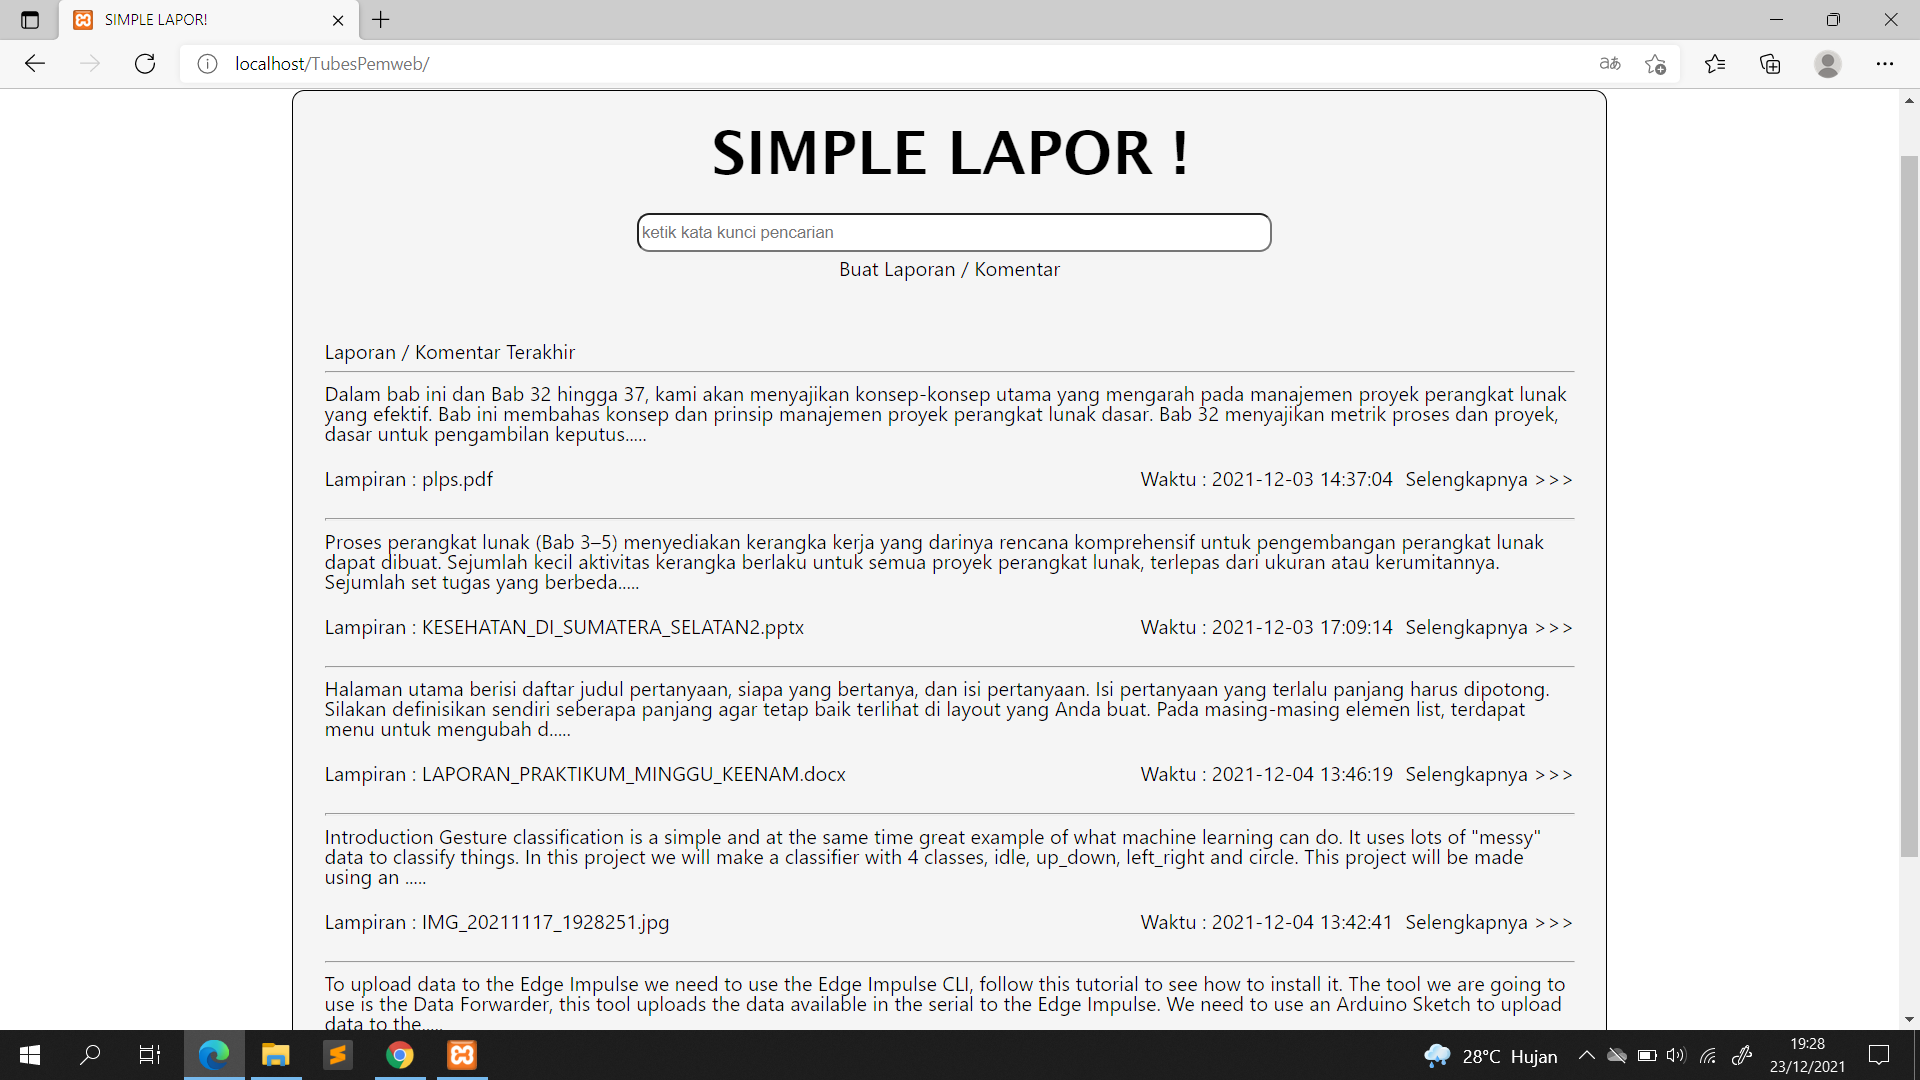 SIMPLE LAPOR!
localhost/TubesPemweb/
SIMPLE LAPOR !
ketik kata kunci pencarian
Buat Laporan / Komentar
Laporan / Komentar Terakhir
Dalam bab ini dan Bab 32 hingga 37, kami akan menyajikan konsep-konsep utama yang mengarah pada manajemen proyek perangkat lunak
yang efektif. Bab ini membahas konsep dan prinsip manajemen proyek perangkat lunak dasar. Bab 32 menyajikan metrik proses dan proyek,
dasar untuk pengambilan keputus.....
Lampiran : plps.pdf
Waktu : 2021-12-03 14:37:04 Selengkapnya >>>
Proses perangkat lunak (Bab 3–5) menyediakan kerangka kerja yang darinya rencana komprehensif untuk pengembangan perangkat lunak
dapat dibuat. Sejumlah kecil aktivitas kerangka berlaku untuk semua proyek perangkat lunak, terlepas dari ukuran atau kerumitannya.
Sejumlah set tugas yang berbeda.....
Lampiran : KESEHATAN_DI_SUMATERA_SELATAN2.pptx
Waktu : 2021-12-03 17:09:14 Selengkapnya >>>
Halaman utama berisi daftar judul pertanyaan, siapa yang bertanya, dan isi pertanyaan. Isi pertanyaan yang terlalu panjang harus dipotong.
Silakan definisikan sendiri seberapa panjang agar tetap baik terlihat di layout yang Anda buat. Pada masing-masing elemen list, terdapat
menu untuk mengubah d.....
Lampiran : LAPORAN_PRAKTIKUM_MINGGU_KEENAM.docx
Waktu : 2021-12-04 13:46:19 Selengkapnya >>>
Introduction Gesture classification is a simple and at the same time great example of what machine learning can do. It uses lots of "messy"
data to classify things. In this project we will make a classifier with 4 classes, idle, up_down, left_right and circle. This project will be made
using an .....
Lampiran : IMG_20211117_1928251.jpg
Waktu : 2021-12-04 13:42:41 Selengkapnya >>>
To upload data to the Edge Impulse we need to use the Edge Impulse CLI, follow this tutorial to see how to install it. The tool we are going to
use is the Data Forwarder, this tool uploads the data available in the serial to the Edge Impulse. We need to use an Arduino Sketch to upload
data to the.....
28°C Hujan
19:28
23/12/2021